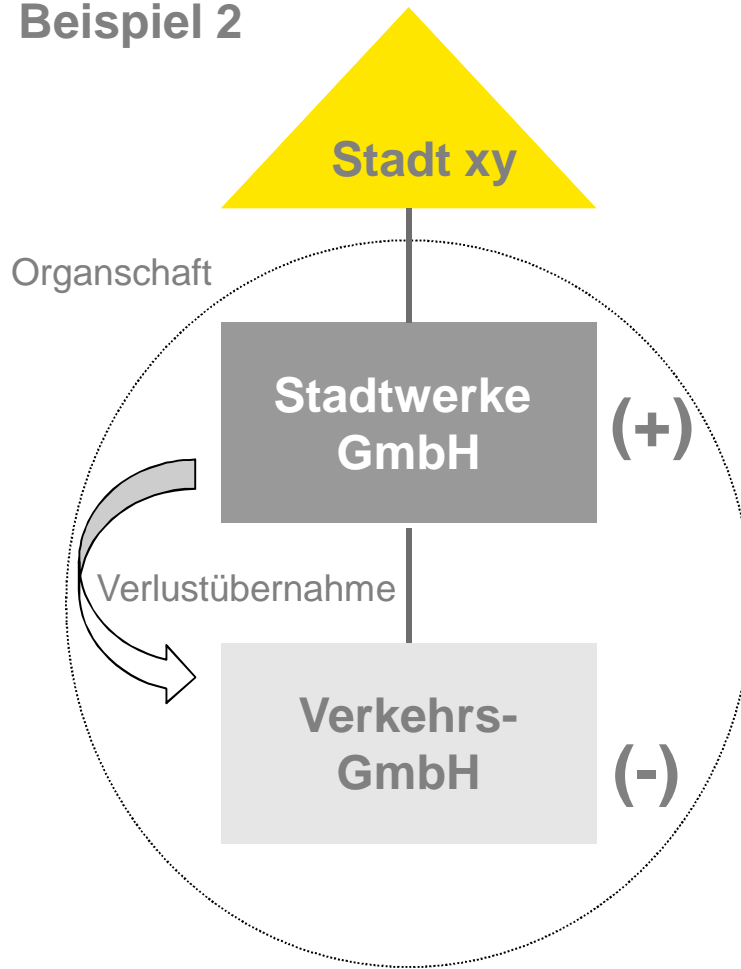 Beispiel 2
Stadt xy
Organschaft
Stadtwerke
GmbH
(+)
Verlustübernahme
Verkehrs-
GmbH
(-)